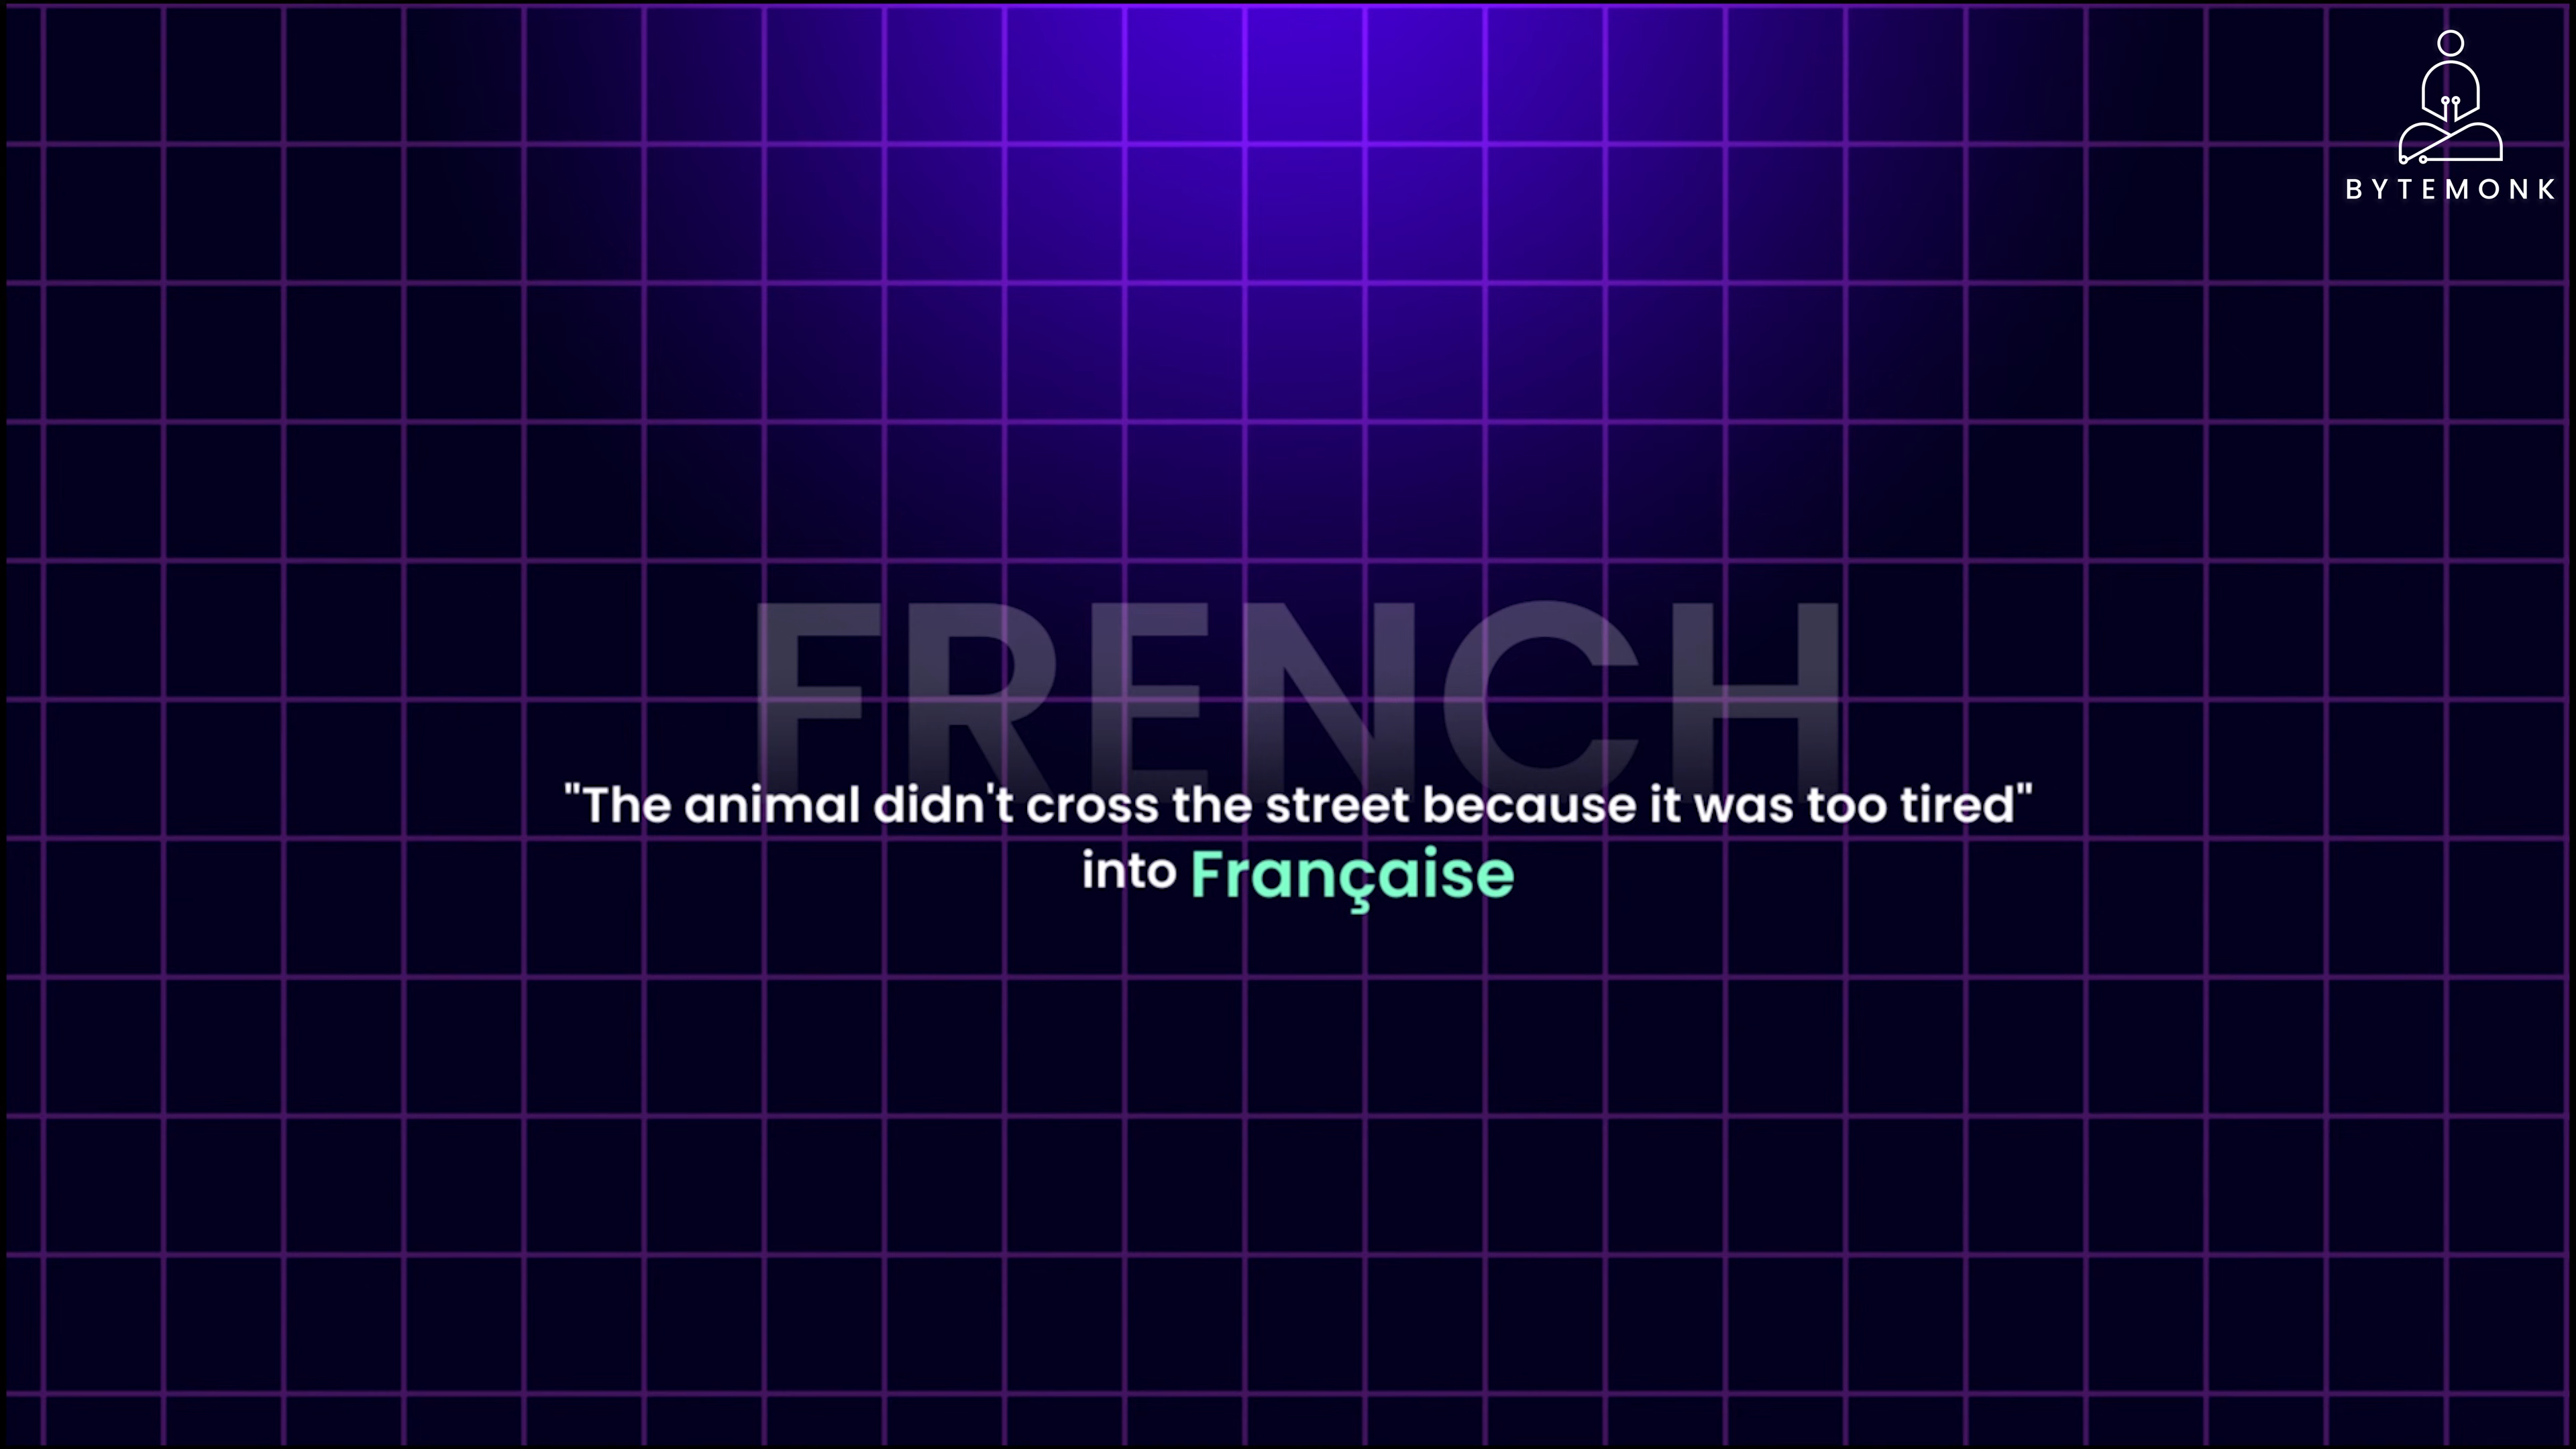 BYTEMONK
FRENCH
"The animal didn't cross the street because it was too tired"
into Française